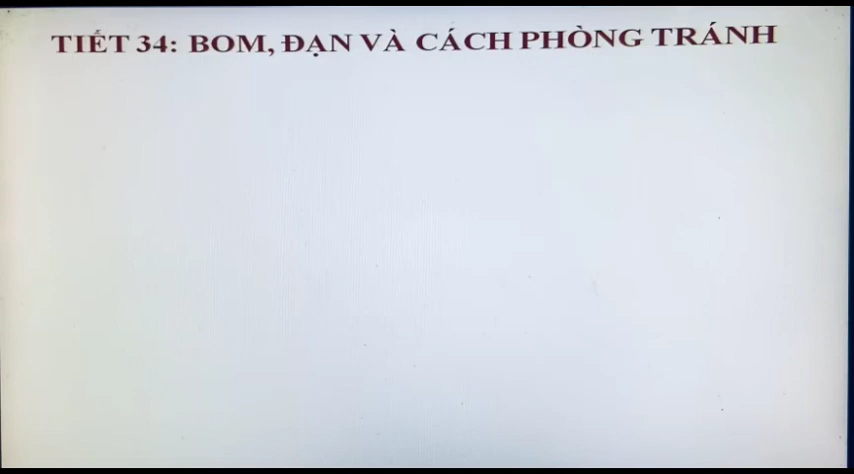 TIẾT 34: BOM, ĐẠN VÀ CÁCH PHÒNG TRÁNH